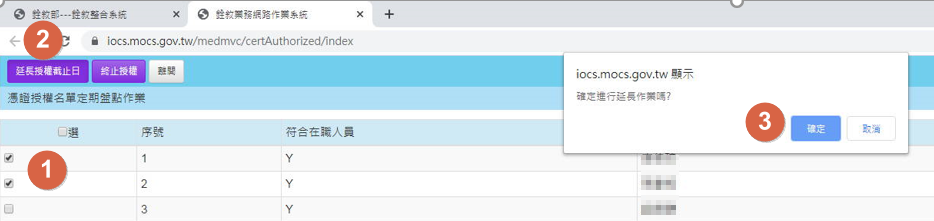 銓敘部---銓敘整合系統
銓敘業務網路作業系統
2
iocs.mocs.gov.tw/medmvc/certAuthorized/index
延長授權截止日 終止授權 離開
憑證授權名單定期盤點作業
iocs.mocs.gov.tw 顯示
確定進行延長作業嗎?
3
確定 取消
選 序號 符合在職人員
1
1 Y
2 Y
3 Y